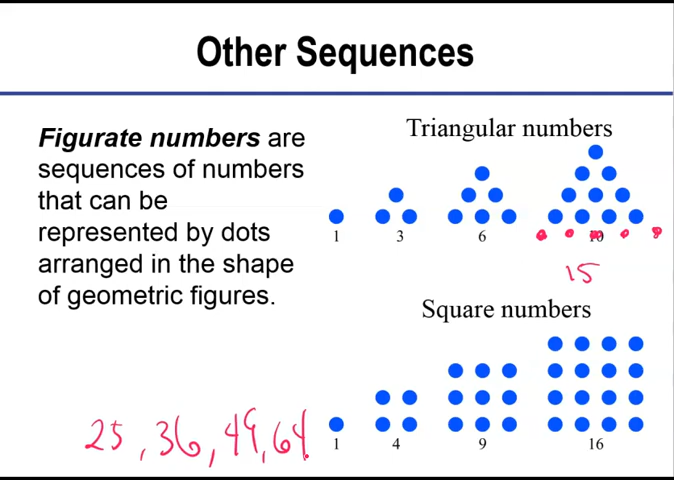 Other Sequences
Figurate numbers are
sequences of numbers
that can be
represented by dots
arranged in the shape
of geometric figures.
Triangular numbers
1 3 6 10
15
Square numbers
1 4 9 16
25, 36, 49, 64